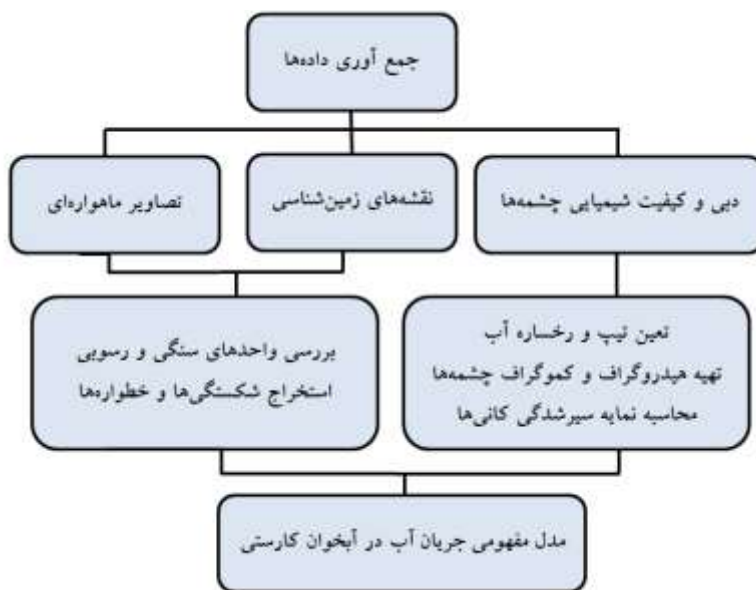 جمع آوری داده‌ها
دبی و کیفیت شیمیایی چشمه‌ها
نقشه‌های زمین‌شناسی
تصاویر ماهواره‌ای
تعین تیپ و رخساره آب
تهیه هیدروگراف و کموگراف چشمه‌ها
محاسبه نمایه سیرشدگی کانی‌ها
بررسی واحدهای سنگی و رسوبی
استخراج شکستگی‌ها و خطواره‌ها
مدل مفهومی جریان آب در آبخوان کارستی